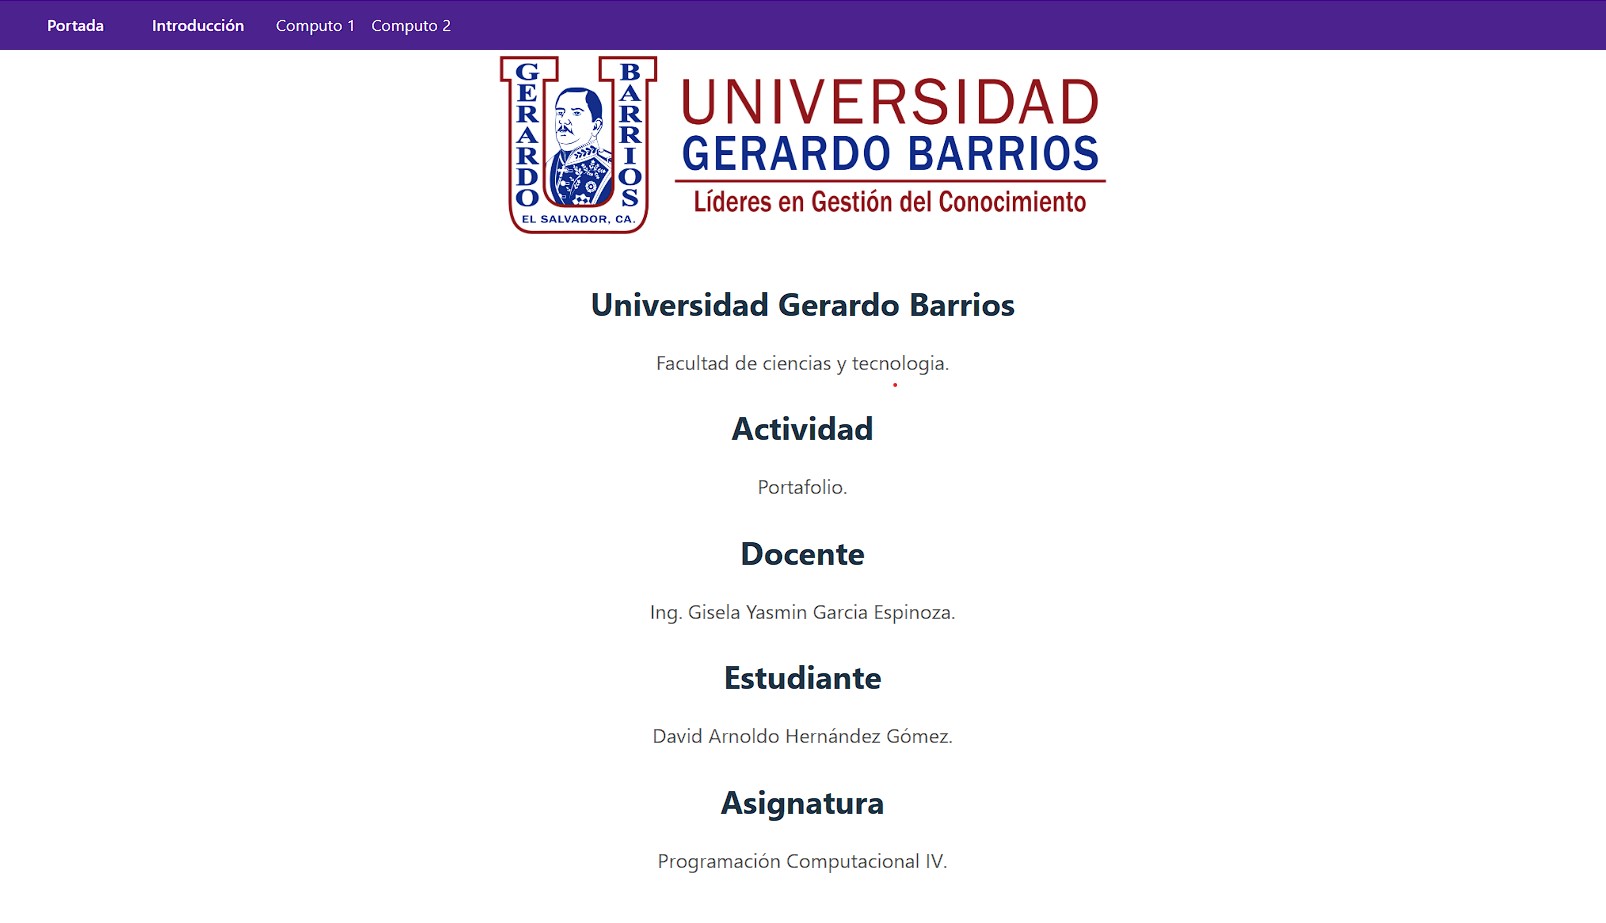 Portada Introducción Computo 1 Computo 2
GERARDO BARRIOS
EL SALVADOR, CA.
UNIVERSIDAD
GERARDO BARRIOS
Líderes en Gestión del Conocimiento
Universidad Gerardo Barrios
Facultad de ciencias y tecnologia.
Actividad
Portafolio.
Docente
Ing. Gisela Yasmin Garcia Espinoza.
Estudiante
David Arnoldo Hernández Gómez.
Asignatura
Programación Computacional IV.